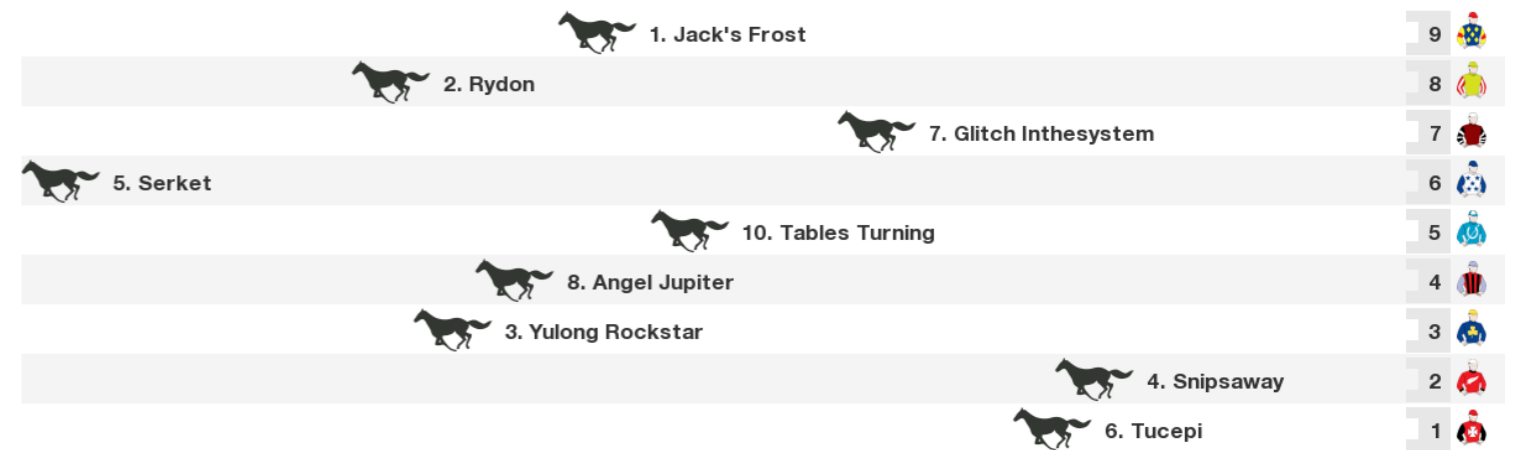 1. Jack's Frost 9
2. Rydon 8
7. Glitch Inthesystem 7
5. Serket 6
10. Tables Turning 5
8. Angel Jupiter 4
3. Yulong Rockstar 3
4. Snipsaway 2
6. Tucepi 1